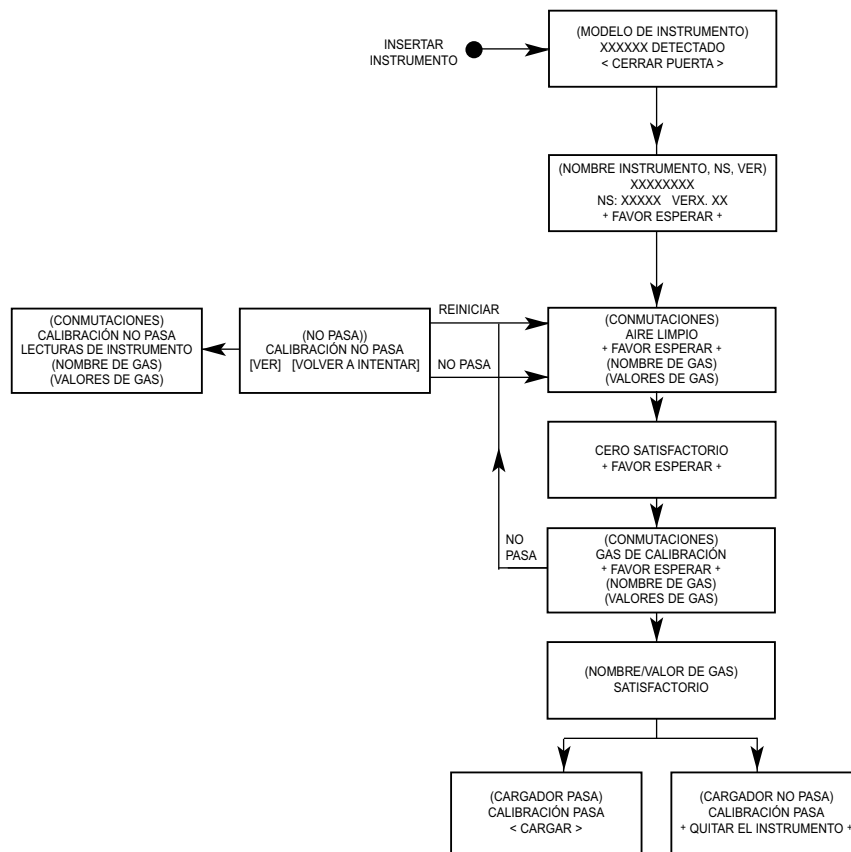 INSERTAR
INSTRUMENTO
(MODELO DE INSTRUMENTO)
XXXXXX DETECTADO
< CERRAR PUERTA >
(NOMBRE INSTRUMENTO, NS, VER)
XXXXXXXX
NS: XXXXX VERX. XX
+ FAVOR ESPERAR +
(CONMUTACIONES)
CALIBRACIÓN NO PASA
LECTURAS DE INSTRUMENTO
(NOMBRE DE GAS)
(VALORES DE GAS)
(NO PASA))
CALIBRACIÓN NO PASA
[VER] [VOLVER A INTENTAR]
REINICIAR
NO PASA
(CONMUTACIONES)
AIRE LIMPIO
+ FAVOR ESPERAR +
(NOMBRE DE GAS)
(VALORES DE GAS)
CERO SATISFACTORIO
+ FAVOR ESPERAR +
NO
PASA
(CONMUTACIONES)
GAS DE CALIBRACIÓN
+ FAVOR ESPERAR +
(NOMBRE DE GAS)
(VALORES DE GAS)
(NOMBRE/VALOR DE GAS)
SATISFACTORIO
(CARGADOR PASA)
CALIBRACIÓN PASA
< CARGAR >
(CARGADOR NO PASA)
CALIBRACIÓN PASA
+ QUITAR EL INSTRUMENTO +